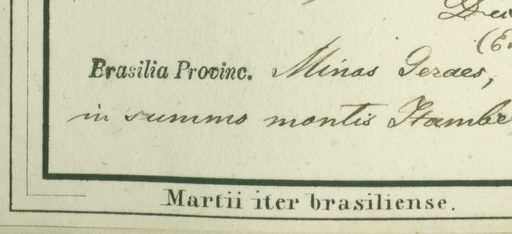 Brasilia Provinc. Minas Geraes,
in summo montis Itambe
Martii iter brasiliense.